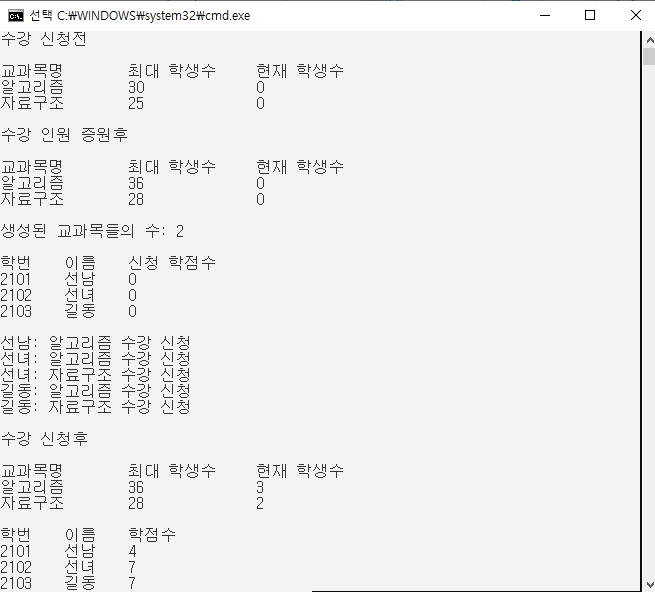 선택 C:₩WINDOWS₩system32₩cmd.exe
수강 신청전
교과목명 최대 학생수 현재 학생수
알고리즘 30 0
자료구조 25 0
수강 인원 증원후
교과목명 최대 학생수 현재 학생수
알고리즘 36 0
자료구조 28 0
생성된 교과목들의 수: 2
학번 이름 신청 학점수
2101 선남 0
2102 선녀 0
2103 길동 0
선남: 알고리즘 수강 신청
선녀: 알고리즘 수강 신청
선녀: 자료구조 수강 신청
길동: 알고리즘 수강 신청
길동: 자료구조 수강 신청
수강 신청후
교과목명 최대 학생수 현재 학생수
알고리즘 36 3
자료구조 28 2
학번 이름 학점수
2101 선남 4
2102 선녀 7
2103 길동 7